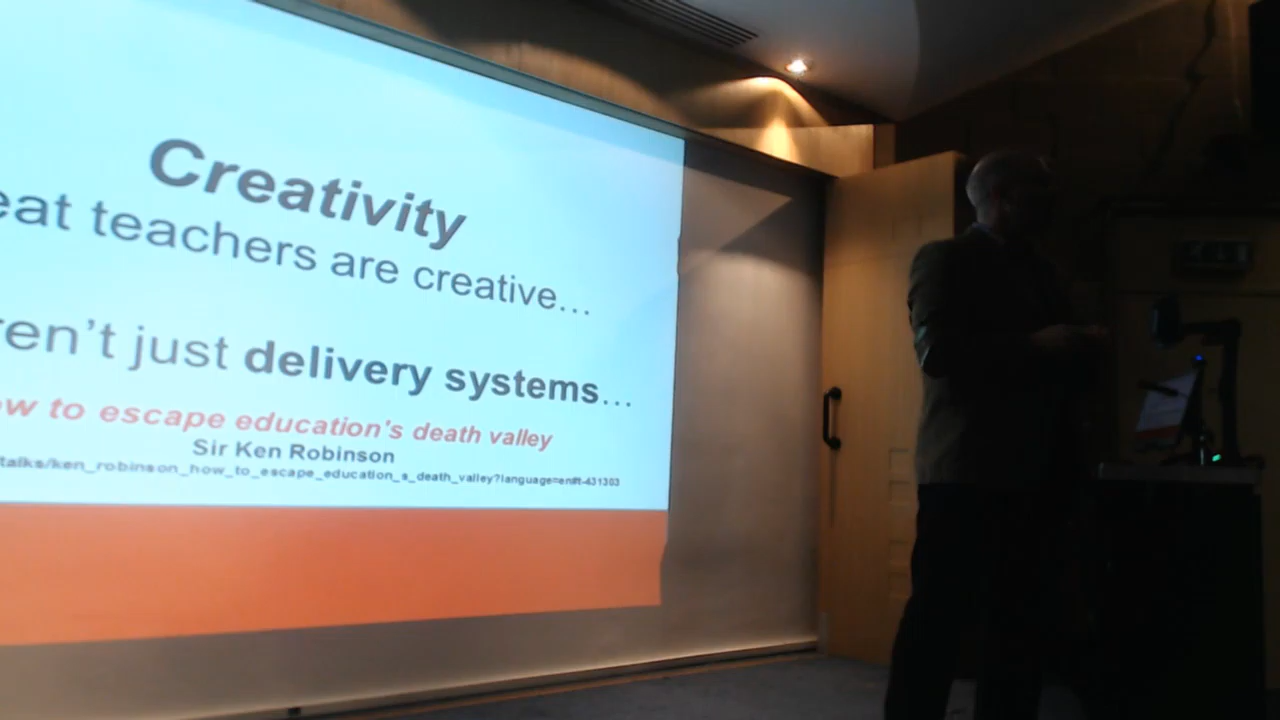 Creativity
eat teachers are creative...
ren't just delivery systems...
ow to escape education's death valley
Sir Ken Robinson
talks/ken_robinson_how_to_escape_education_s_death_valley?language=en#t-431303